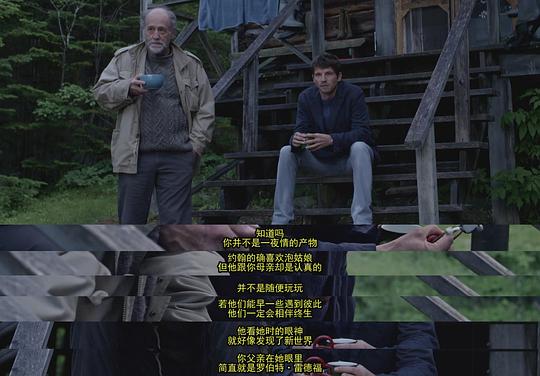 知道吗
你并不是一夜情的产物
约翰的确喜欢泡姑娘
但他跟你母亲却是认真的
并不是随便玩玩
若他们能早一些遇到彼此
他们一定会相伴终生
他看她时的眼神
就好像发现了新世界
你父亲在她眼里
简直就是罗伯特·雷德福